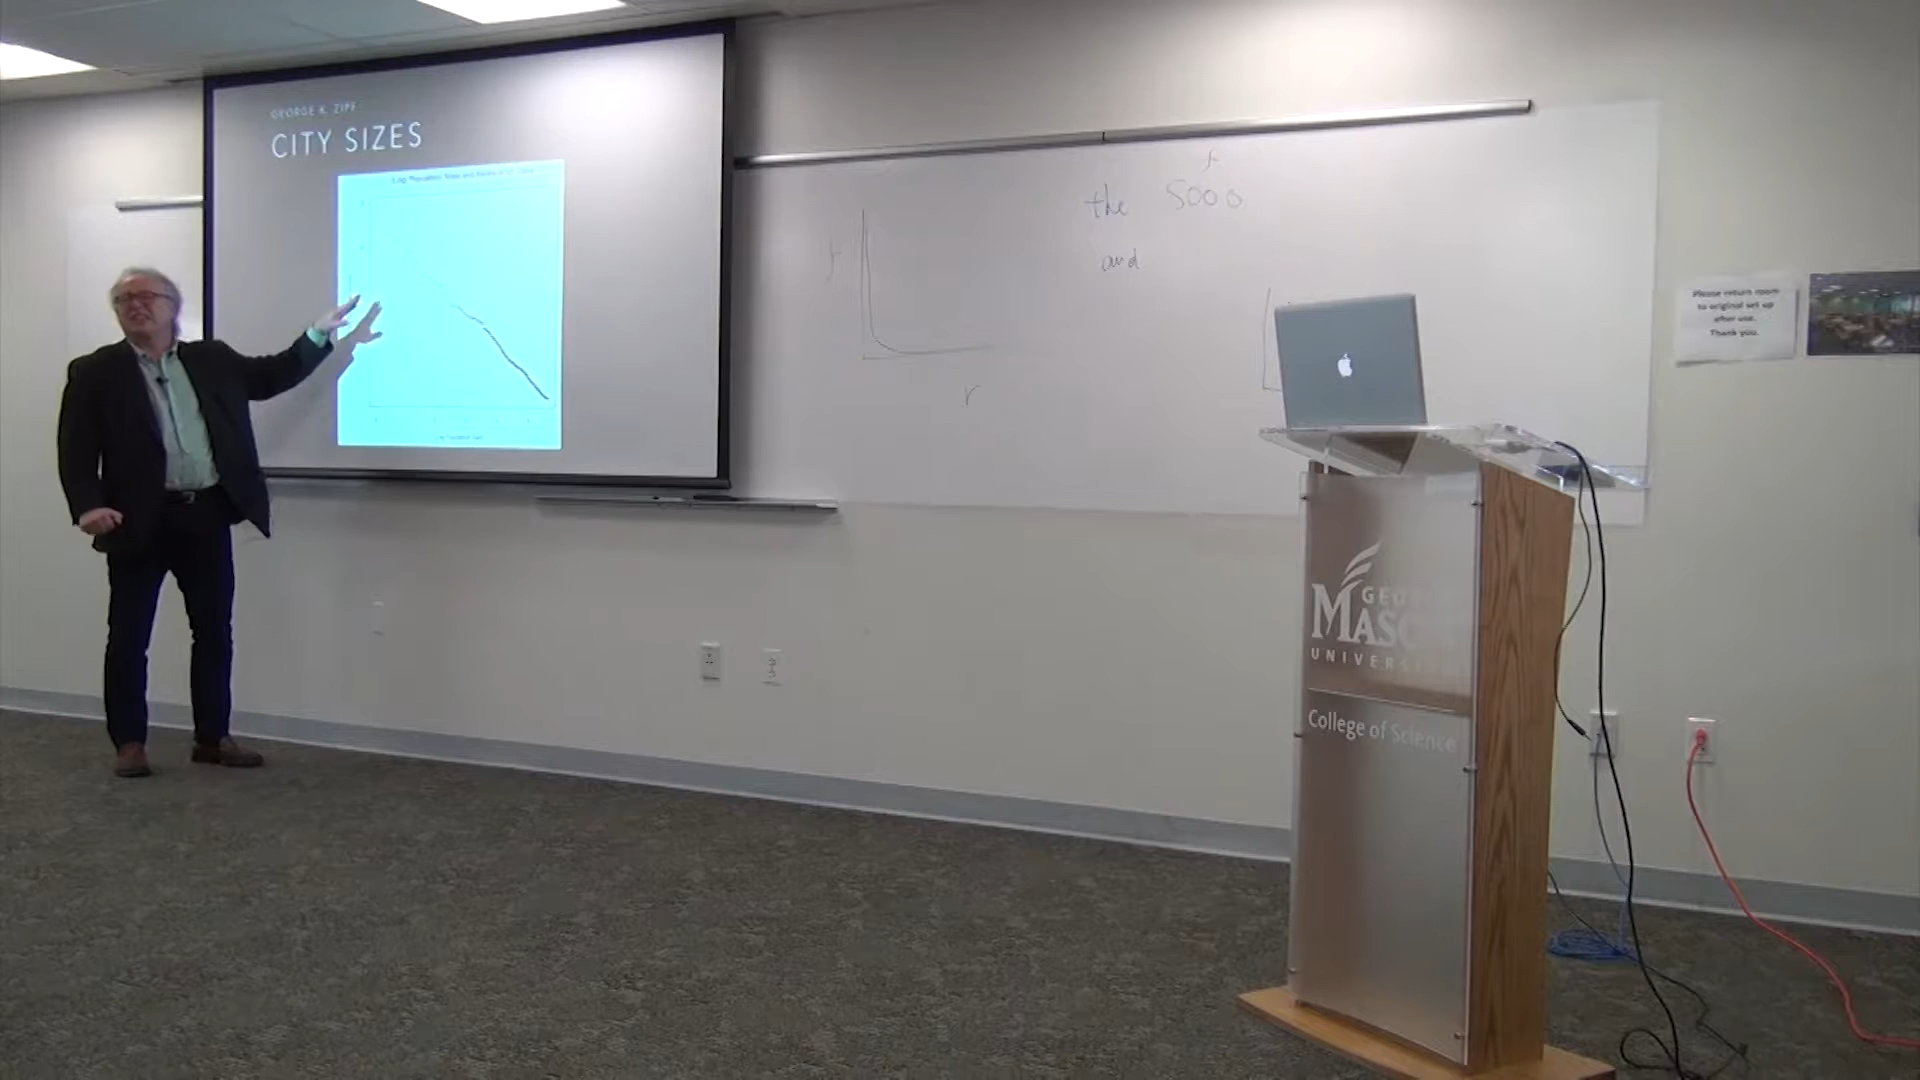 GEORGE K. ZIPF
CITY SIZES
f
the 5000
and
f
r
Please return room
to original set up
after use.
Thank you.
MASON
UNIVERSITY
College of Science